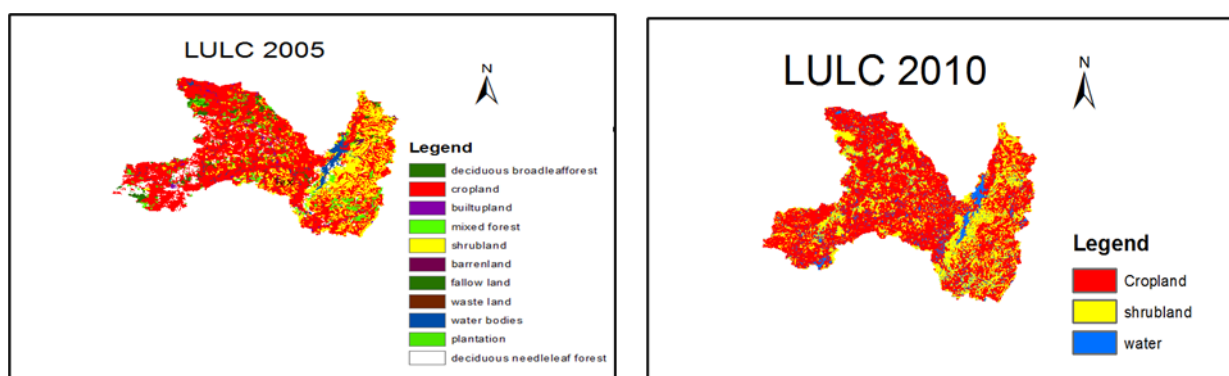 LULC 2005
N
Legend
deciduous broadleafforest
cropland
builtupland
mixed forest
shrubland
barrenland
fallow land
waste land
water bodies
plantation
deciduous needleleaf forest
LULC 2010
N
Legend
Cropland
shrubland
water